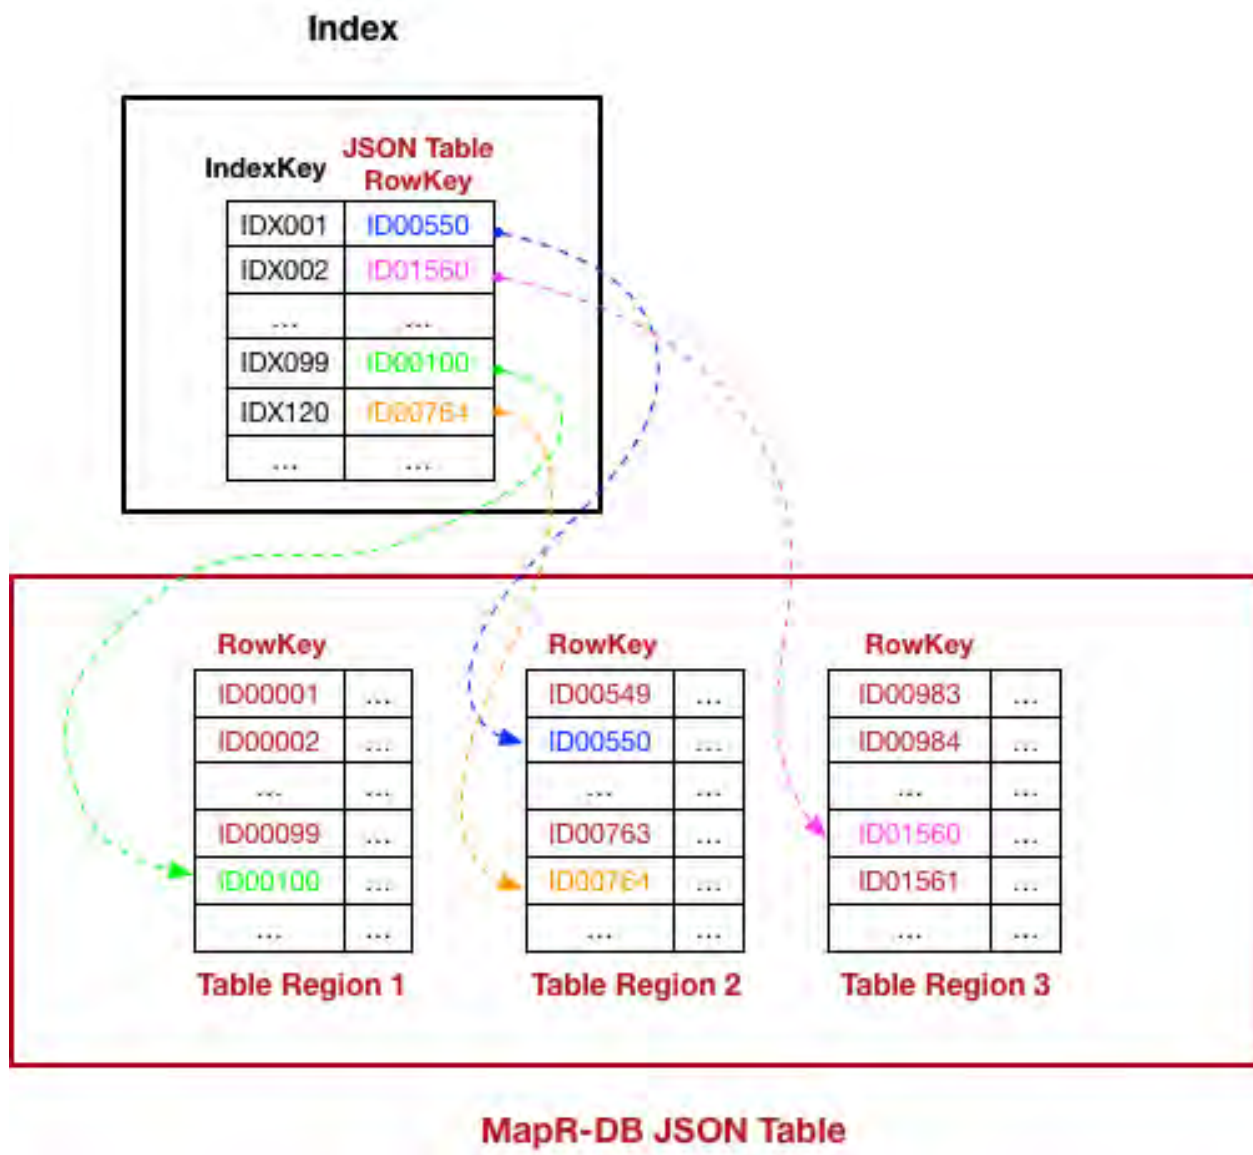 Index
IndexKey JSON Table RowKey
IDX001 ID00550
IDX002 ID01560
... ...
IDX099 ID00100
IDX120 ID00764
... ...
RowKey RowKey RowKey
ID00001 ... ID00549 ... ID00983 ...
ID00002 ... ID00550 ... ID00984 ...
... ... ... ... ... ...
ID00099 ... ID00763 ... ID01560 ...
ID00100 ... ID00764 ... ID01561 ...
... ... ... ... ... ...
Table Region 1 Table Region 2 Table Region 3
MapR-DB JSON Table